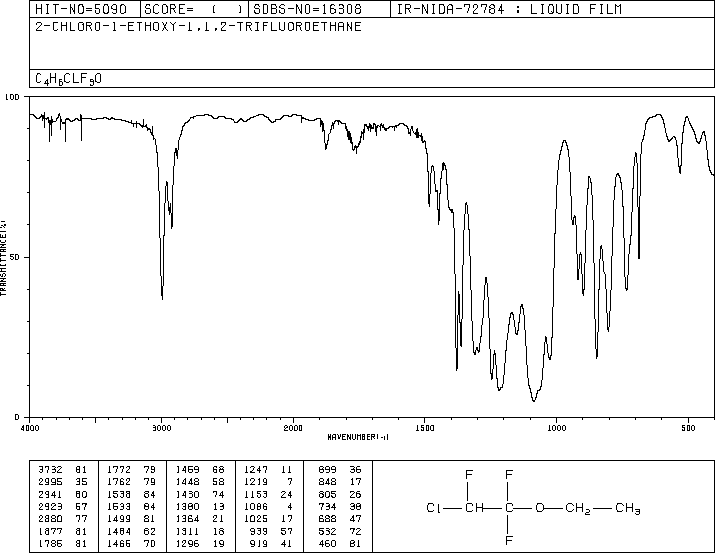 HIT-NO=5090 SCORE= ( ) SDBS-NO=16308 IR-NIDA-72784 : LIQUID FILM
2-CHLORO-1-ETHOXY-1,1,2-TRIFLUOROETHANE
C4H6CLF3O
100
50
0
TRANSMITTANCE(%)
4000 3000 2000 1500 1000 500
WAVENUMBER(-1)
3732 81 1772 79 1469 68 1247 11 899 36
2995 35 1762 79 1448 58 1219 7 848 17
2941 60 1538 84 1430 74 1153 24 805 26
2923 57 1533 84 1380 13 1086 4 734 38
2880 77 1499 81 1364 21 1025 17 688 47
1877 81 1484 62 1311 18 939 57 532 72
1786 81 1466 70 1296 19 919 41 460 81
F F
Cl CH C O CH2 CH3
F